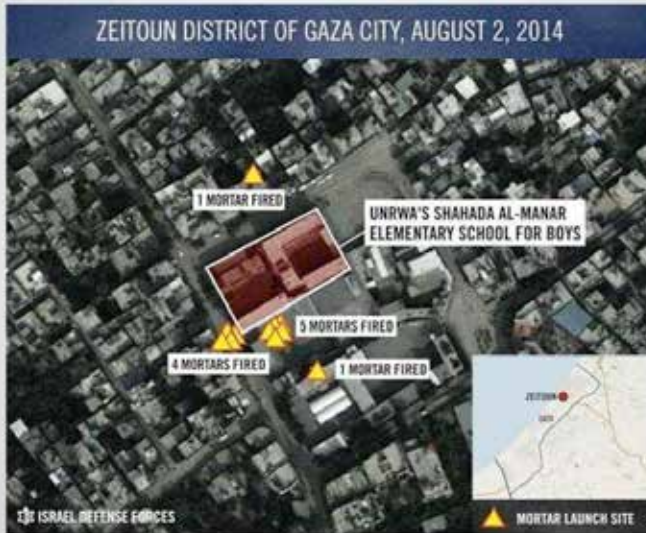 ZEITOUN DISTRICT OF GAZA CITY, AUGUST 2, 2014
1 MORTAR FIRED
UNRWA'S SHAHADA AL-MANAR
ELEMENTARY SCHOOL FOR BOYS
5 MORTARS FIRED
4 MORTARS FIRED
1 MORTAR FIRED
ZEITOUN
GAZA
ISRAEL DEFENSE FORCES
MORTAR LAUNCH SITE